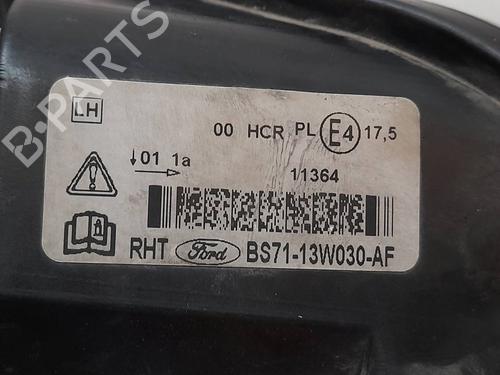 LH
00 HCR PL E4 17,5
↓01 1a →
11364
RHT Ford BS71-13W030-AF
B-PARTS